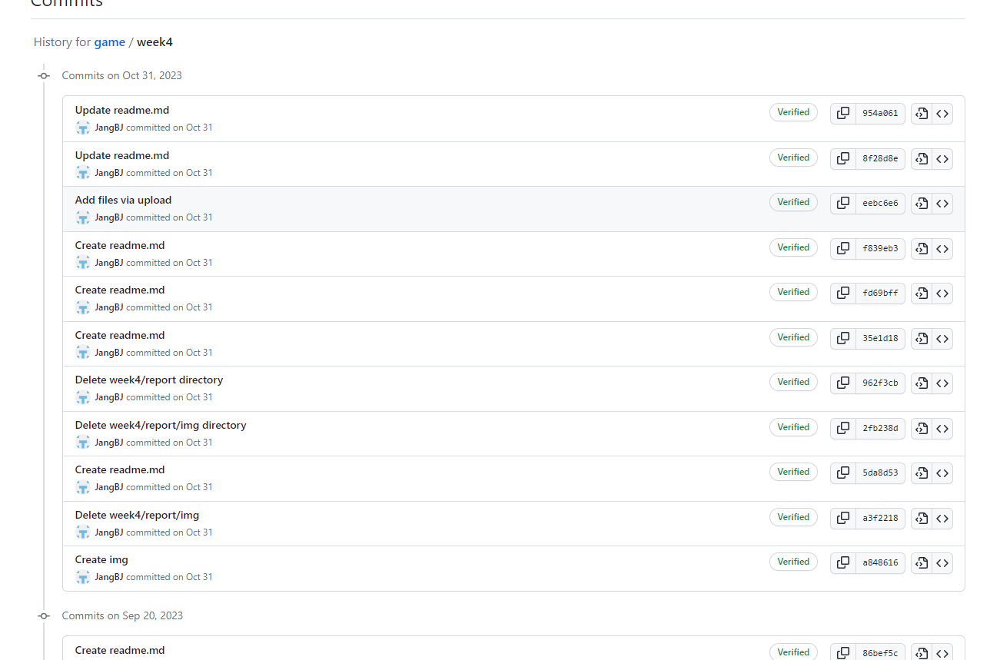 Commits
History for game / week4
Commits on Oct 31, 2023
Update readme.md
Verified
954a061
JangBJ committed on Oct 31
Update readme.md
Verified
8f28d8e
JangBJ committed on Oct 31
Add files via upload
Verified
eebc6e6
JangBJ committed on Oct 31
Create readme.md
Verified
f839eb3
JangBJ committed on Oct 31
Create readme.md
Verified
fd69bff
JangBJ committed on Oct 31
Create readme.md
Verified
35e1d18
JangBJ committed on Oct 31
Delete week4/report directory
Verified
962f3cb
JangBJ committed on Oct 31
Delete week4/report/img directory
Verified
2fb238d
JangBJ committed on Oct 31
Create readme.md
Verified
5da8d53
JangBJ committed on Oct 31
Delete week4/report/img
Verified
a3f2218
JangBJ committed on Oct 31
Create img
Verified
a848616
JangBJ committed on Oct 31
Commits on Sep 20, 2023
Create readme.md
Verified
86bef5c